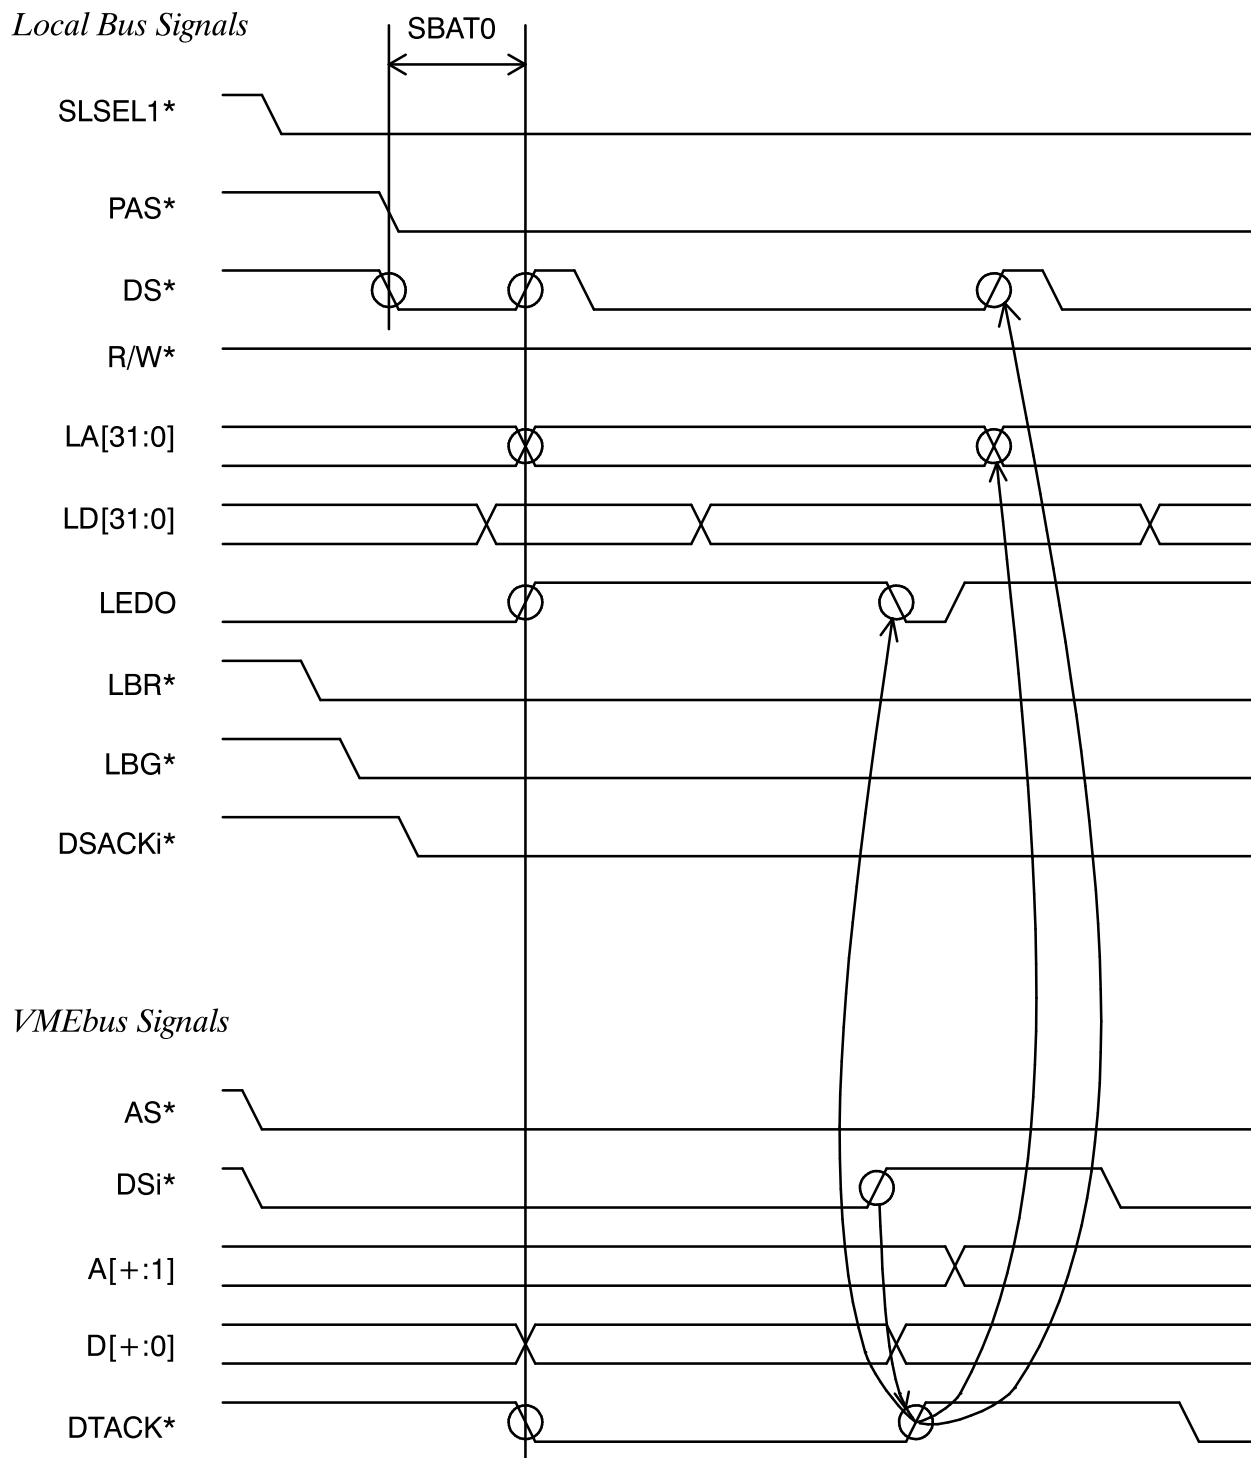 Local Bus Signals
SBAT0
SLSEL1*
PAS*
DS*
R/W*
LA[31:0]
LD[31:0]
LEDO
LBR*
LBG*
DSACKi*
VMEbus Signals
AS*
DSi*
A[+:1]
D[+:0]
DTACK*